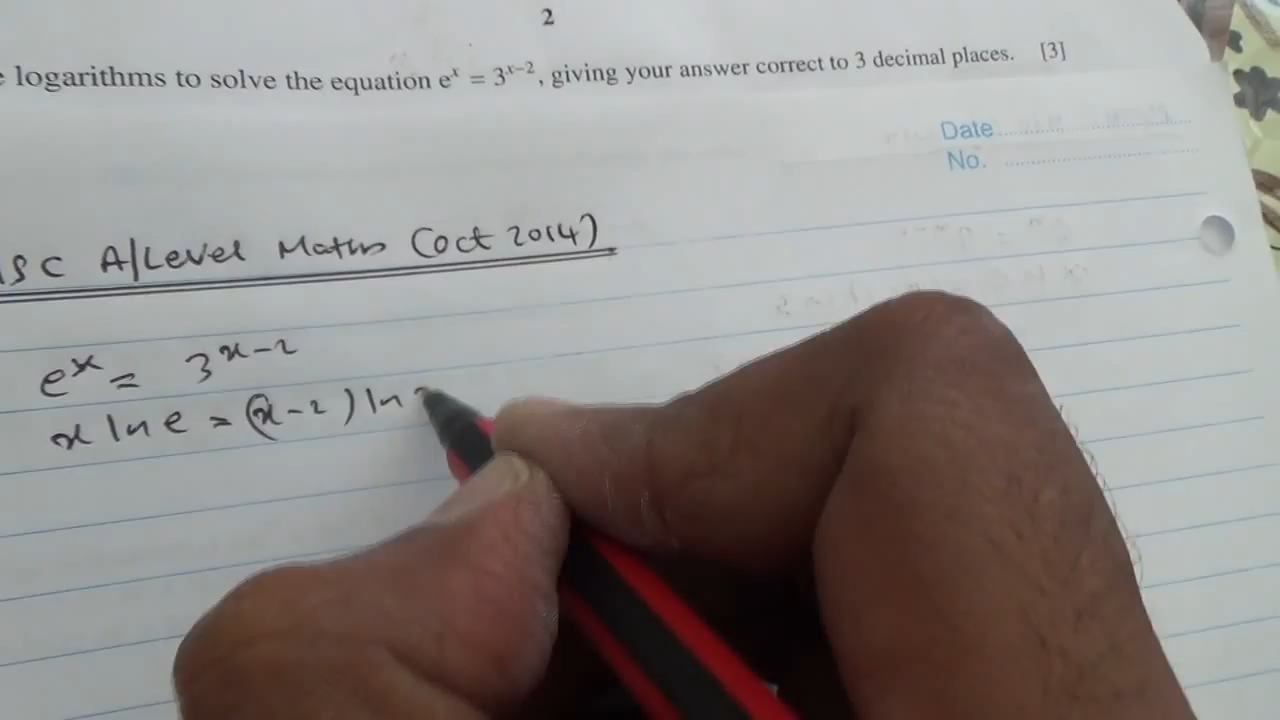 2
logarithms to solve the equation eˣ = 3ˣ⁻², giving your answer correct to 3 decimal places. [3]
Date
No.
SC A/Level Maths (Oct 2014)
eˣ = 3ˣ⁻²
x ln e = (x-2) ln